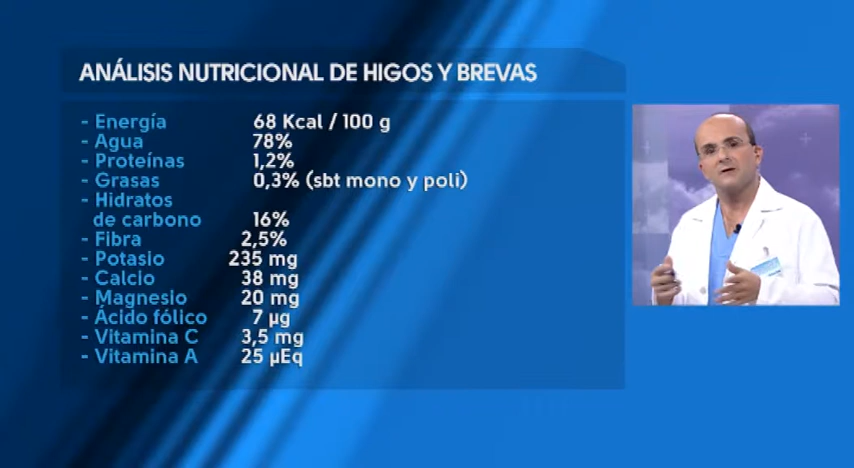 ANÁLISIS NUTRICIONAL DE HIGOS Y BREVAS
- Energía 68 Kcal / 100 g
- Agua 78%
- Proteínas 1,2%
- Grasas 0,3% (sbt mono y poli)
- Hidratos
de carbono 16%
- Fibra 2,5%
- Potasio 235 mg
- Calcio 38 mg
- Magnesio 20 mg
- Ácido fólico 7 µg
- Vitamina C 3,5 mg
- Vitamina A 25 µEq